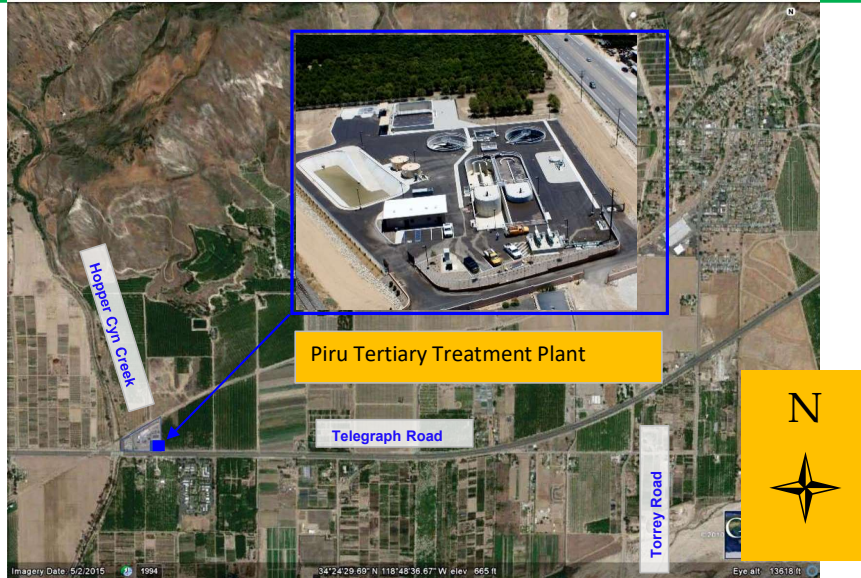 N
Hopper Cyn Creek
Piru Tertiary Treatment Plant
Telegraph Road
N
Torrey Road
Imagery Date: 5/2/2015
1994
34°24'29.69" N 118°48'36.67" W elev 665 ft
Eye alt 13618 ft